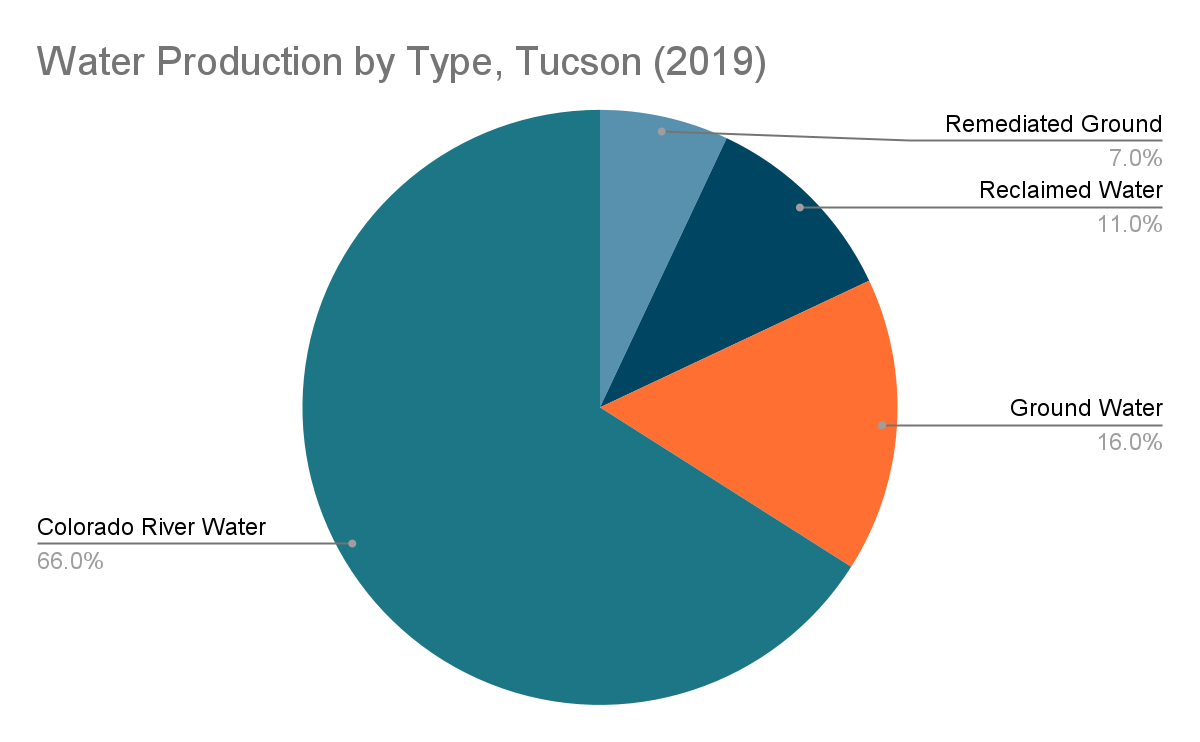 Water Production by Type, Tucson (2019)
Remediated Ground
7.0%
Reclaimed Water
11.0%
Ground Water
16.0%
Colorado River Water
66.0%